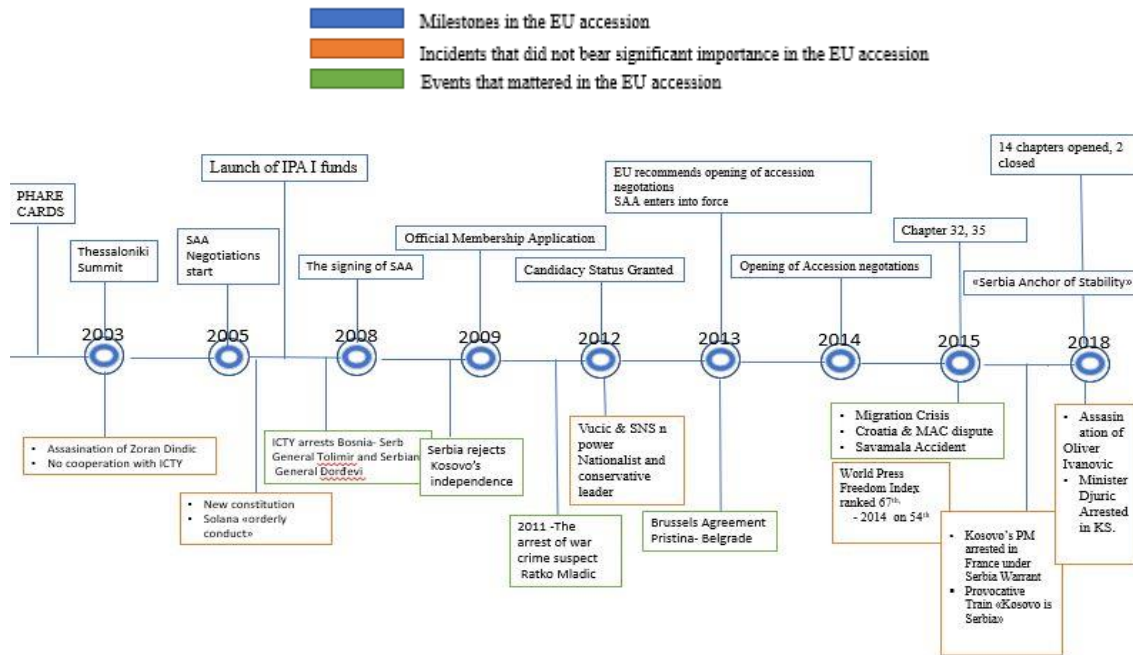 Milestones in the EU accession
Incidents that did not bear significant importance in the EU accession
Events that mattered in the EU accession
PHARE
CARDS
Thessaloniki
Summit
SAA
Negotiations
start
Launch of IPA I funds
The signing of SAA
Official Membership Application
Candidacy Status Granted
EU recommends opening of accession
negotations
SAA enters into force
Opening of Accession negotations
Chapter 32, 35
14 chapters opened, 2
closed
«Serbia Anchor of Stability»
2003
2005
2008
2009
2012
2013
2014
2015
2018
• Assasination of Zoran Dindic
• No cooperation with ICTY
• New constitution
• Solana «orderly
conduct»
ICTY arrests Bosnia- Serb
General Tolimir and Serbian
General Đorđevi
Serbia rejects
Kosovo's
independence
2011 -The
arrest of war
crime suspect
Ratko Mladic
Vucic & SNS n
power
Nationalist and
conservative
leader
Brussels Agreement
Pristina- Belgrade
• Migration Crisis
• Croatia & MAC dispute
• Savamala Accident
World Press
Freedom Index
ranked 67th,
- 2014 on 54th
• Kosovo's PM
arrested in
France under
Serbia Warrant
• Provocative
Train «Kosovo is
Serbia»
• Assasin
ation of
Oliver
Ivanovic
• Minister
Djuric
Arrested
in KS.